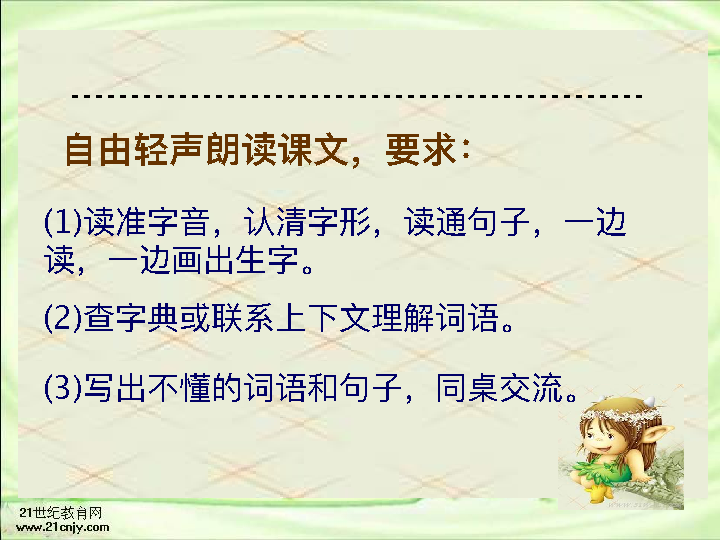 自由轻声朗读课文，要求：
(1)读准字音，认清字形，读通句子，一边
读，一边画出生字。
(2)查字典或联系上下文理解词语。
(3)写出不懂的词语和句子，同桌交流。
21世纪教育网
www.21cnjy.com